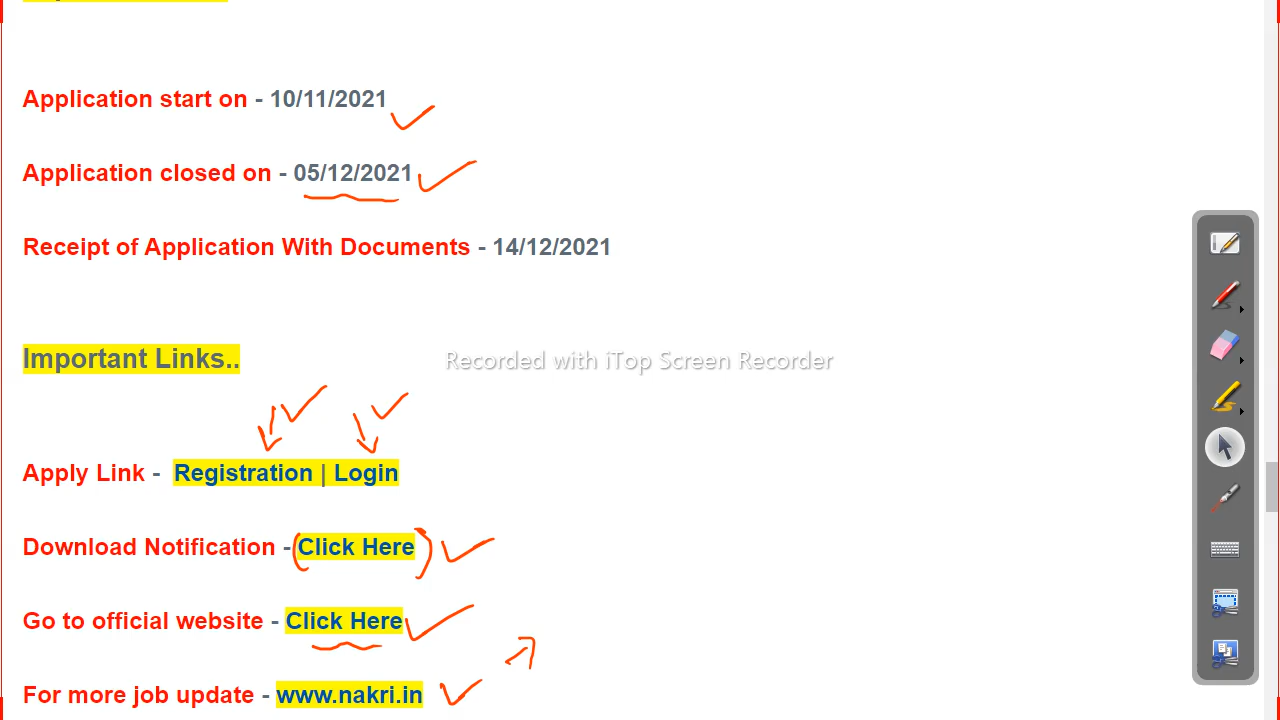 Application start on - 10/11/2021
Application closed on - 05/12/2021
Receipt of Application With Documents - 14/12/2021
Important Links..
Recorded with iTop Screen Recorder
Apply Link - Registration | Login
Download Notification - Click Here
Go to official website - Click Here
For more job update - www.nakri.in